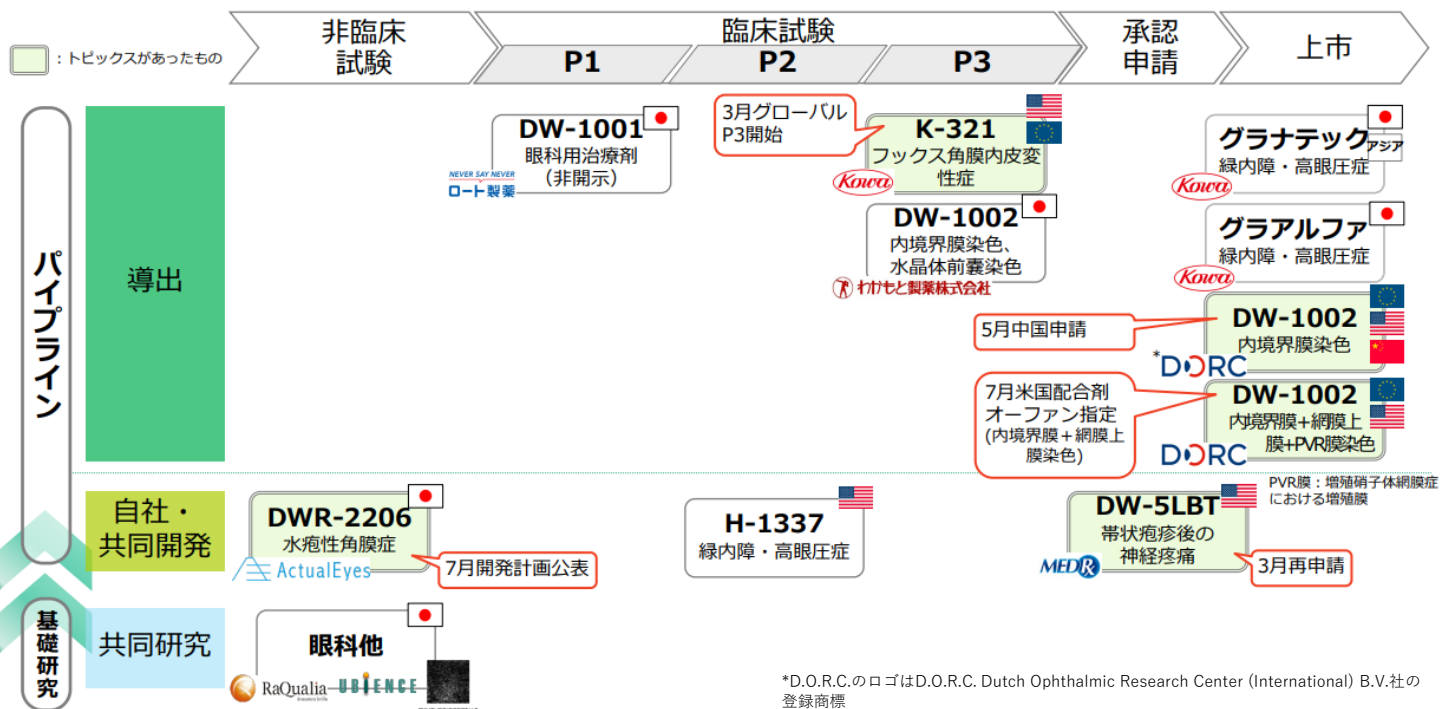 ：トピックスがあったもの
非臨床
試験
臨床試験
P1
P2
P3
承認
申請
上市
パイプライン
導出
DW-1001
眼科用治療剤
（非開示）
NEVER SAY NEVER
ロート製薬
3月グローバル
P3開始
K-321
フックス角膜内皮変
性症
Kowa
DW-1002
内境界膜染色、
水晶体前嚢染色
わかもと製薬株式会社
グラナテック
アジア
緑内障・高眼圧症
Kowa
グラアルファ
緑内障・高眼圧症
Kowa
5月中国申請
DW-1002
内境界膜染色
*DORC
7月米国配合剤
オーファン指定
(内境界膜＋網膜上
膜染色)
DW-1002
内境界膜＋網膜上
膜+PVR膜染色
DORC
PVR膜：増殖硝子体網膜症
における増殖膜
自社・
共同開発
DWR-2206
水疱性角膜症
ActualEyes
7月開発計画公表
H-1337
緑内障・高眼圧症
DW-5LBT
帯状疱疹後の
神経疼痛
MEDRx
3月再申請
基礎研究
共同研究
眼科他
RaQualia
UBIENCE
*D.O.R.C.のロゴはD.O.R.C. Dutch Ophthalmic Research Center (International) B.V.社の
登録商標